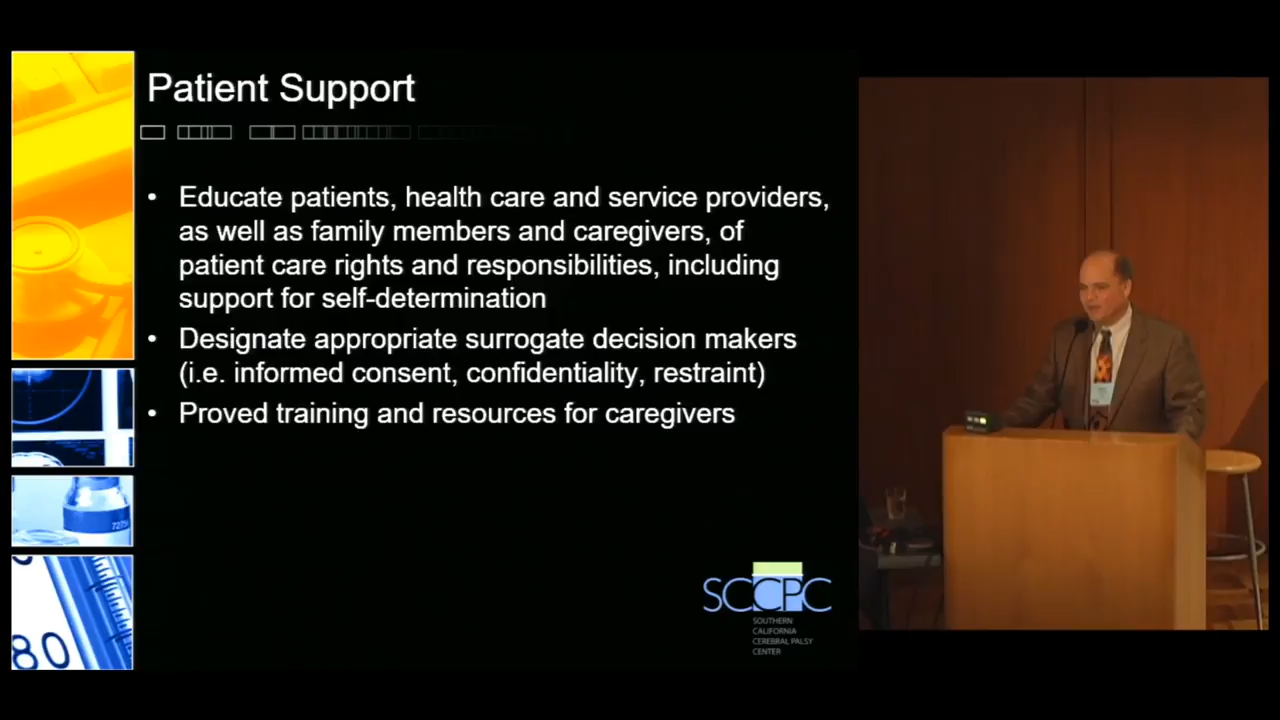 Patient Support
• Educate patients, health care and service providers,
as well as family members and caregivers, of
patient care rights and responsibilities, including
support for self-determination
• Designate appropriate surrogate decision makers
(i.e. informed consent, confidentiality, restraint)
• Proved training and resources for caregivers
80
SCCPC
SOUTHERN
CALIFORNIA
CEREBRAL PALSY
CENTER